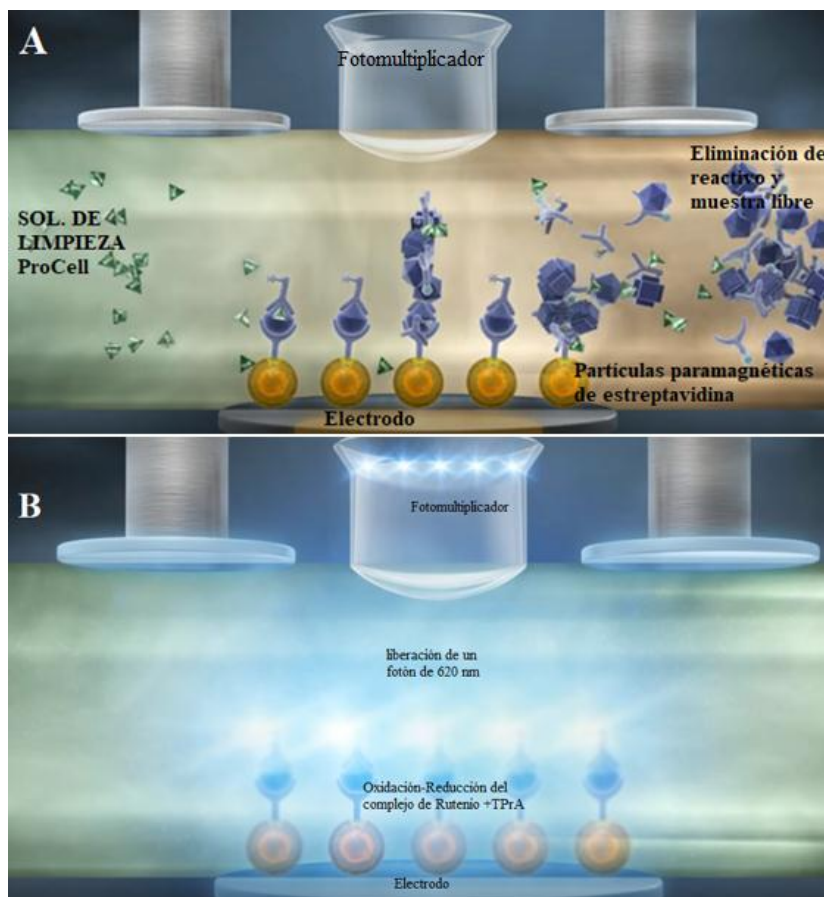 A
Fotomultiplicador
Eliminación de
reactivo y
muestra libre
SOL. DE
LIMPIEZA
ProCell
Partículas paramagnéticas
de estreptavidina
Electrodo
B
Fotomultiplicador
liberación de un
fotón de 620 nm
Oxidación-Reducción del
complejo de Rutenio +TPrA
Electrodo